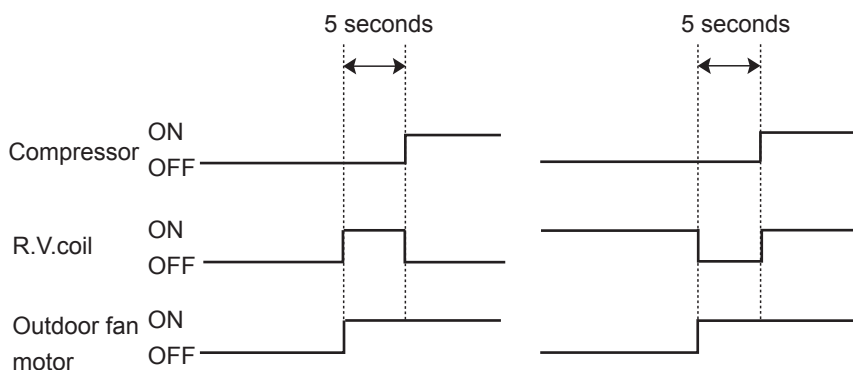 5 seconds 5 seconds
ON
Compressor
OFF
ON
R.V.coil
OFF
Outdoor fan ON
motor OFF